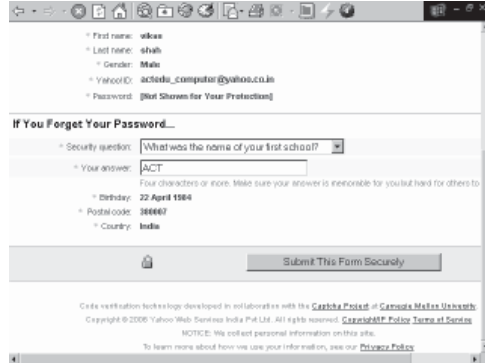 * First name: vikas
* Last name: shah
* Gender: Male
* Yahoo! ID: actedu_computer@yahoo.co.in
* Password: [Not Shown for Your Protection]
If You Forget Your Password...
* Security question: What was the name of your first school?
* Your answer: ACT
Four characters or more. Make sure your answer is memorable for you but hard for others to
* Birthday: 22 April 1984
* Postal code: 380007
* Country: India
Submit This Form Securely
Code verification technology developed in collaboration with the Captcha Project at Carnegie Mellon University
Copyright © 2006 Yahoo Web Services India Pvt Ltd. All rights reserved. Copyright/IP Policy Terms of Service
NOTICE: We collect personal information on this site.
To learn more about how we use your information, see our Privacy Policy